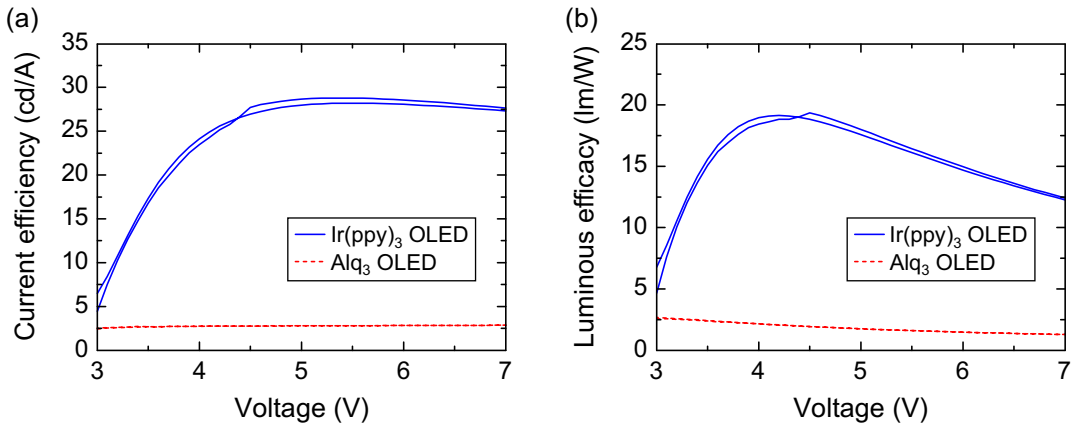 (a)
Current efficiency (cd/A)
35
30
25
20
15
10
5
0
3
4
5
6
7
Voltage (V)
Ir(ppy)₃ OLED
Alq₃ OLED
(b)
Luminous efficacy (lm/W)
25
20
15
10
5
0
3
4
5
6
7
Voltage (V)
Ir(ppy)₃ OLED
Alq₃ OLED